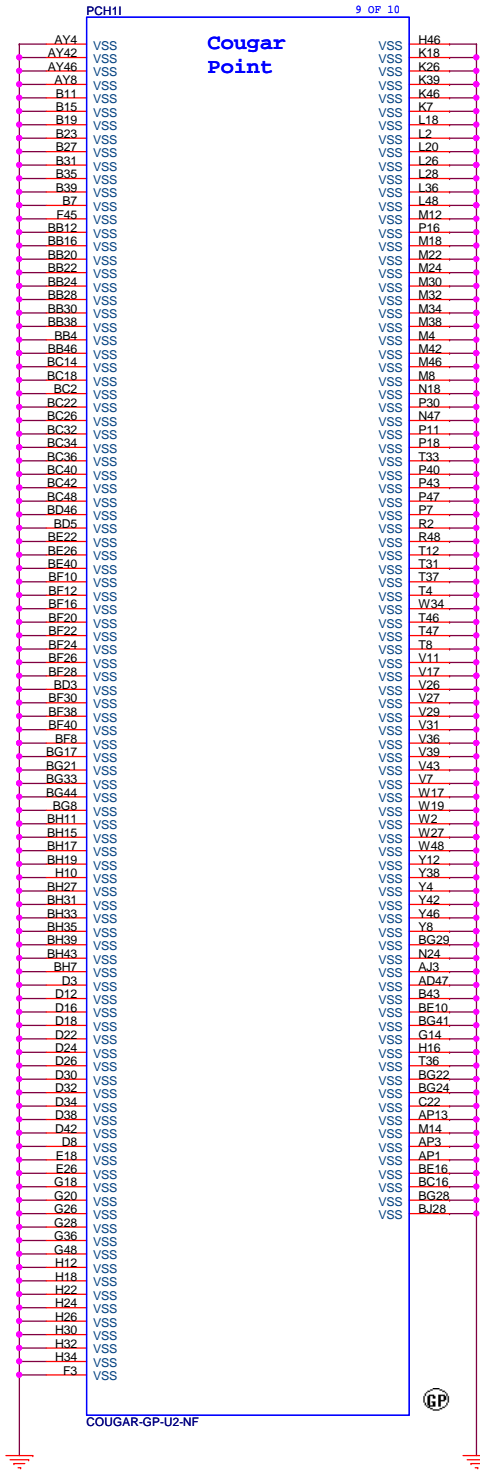 PCH1I 9 OF 10
Cougar
Point
AY4 VSS VSS H46
AY42 VSS VSS K18
AY46 VSS VSS K26
AY8 VSS VSS K39
B11 VSS VSS K46
B15 VSS VSS K7
B19 VSS VSS L18
B23 VSS VSS L2
B27 VSS VSS L20
B31 VSS VSS L26
B35 VSS VSS L28
B39 VSS VSS L36
B7 VSS VSS L48
F45 VSS VSS M12
BB12 VSS VSS P16
BB16 VSS VSS M18
BB20 VSS VSS M22
BB22 VSS VSS M24
BB24 VSS VSS M30
BB28 VSS VSS M32
BB30 VSS VSS M34
BB38 VSS VSS M38
BB4 VSS VSS M4
BB46 VSS VSS M42
BC14 VSS VSS M46
BC18 VSS VSS M8
BC2 VSS VSS N18
BC22 VSS VSS P30
BC26 VSS VSS N47
BC32 VSS VSS P11
BC34 VSS VSS P18
BC36 VSS VSS T33
BC40 VSS VSS P40
BC42 VSS VSS P43
BC48 VSS VSS P47
BD46 VSS VSS P7
BD5 VSS VSS R2
BE22 VSS VSS R48
BE26 VSS VSS T12
BE40 VSS VSS T31
BF10 VSS VSS T37
BF12 VSS VSS T4
BF16 VSS VSS W34
BF20 VSS VSS T46
BF22 VSS VSS T47
BF24 VSS VSS T8
BF26 VSS VSS V11
BF28 VSS VSS V17
BD3 VSS VSS V26
BF30 VSS VSS V27
BF38 VSS VSS V29
BF40 VSS VSS V31
BF8 VSS VSS V36
BG17 VSS VSS V39
BG21 VSS VSS V43
BG33 VSS VSS V7
BG44 VSS VSS W17
BG8 VSS VSS W19
BH11 VSS VSS W2
BH15 VSS VSS W27
BH17 VSS VSS W48
BH19 VSS VSS Y12
H10 VSS VSS Y38
BH27 VSS VSS Y4
BH31 VSS VSS Y42
BH33 VSS VSS Y46
BH35 VSS VSS Y8
BH39 VSS VSS BG29
BH43 VSS VSS N24
BH7 VSS VSS AJ3
D3 VSS VSS AD47
D12 VSS VSS B43
D16 VSS VSS BE10
D18 VSS VSS BG41
D22 VSS VSS G14
D24 VSS VSS H16
D26 VSS VSS T36
D30 VSS VSS BG22
D32 VSS VSS BG24
D34 VSS VSS C22
D38 VSS VSS AP13
D42 VSS VSS M14
D8 VSS VSS AP3
E18 VSS VSS AP1
E26 VSS VSS BE16
G18 VSS VSS BC16
G20 VSS VSS BG28
G26 VSS VSS BJ28
G28 VSS
G36 VSS
G48 VSS
H12 VSS
H18 VSS
H22 VSS
H24 VSS
H26 VSS
H30 VSS
H32 VSS
H34 VSS
F3 VSS
GP
COUGAR-GP-U2-NF